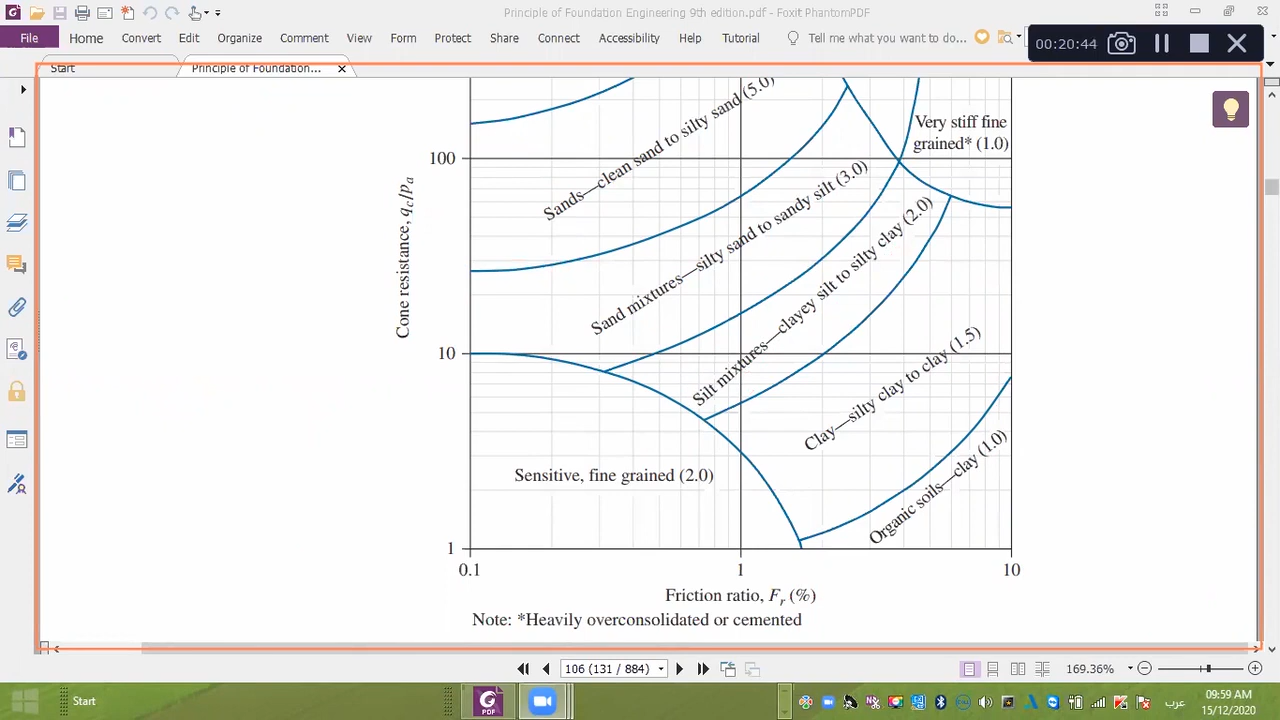 Principle of Foundation Engineering 9th edition.pdf - Foxit PhantomPDF
File Home Convert Edit Organize Comment View Form Protect Share Connect Accessibility Help Tutorial Tell me what you want to do...
00:20:44
Start Principle of Foundation...
Sands—clean sand to silty sand (5.0)
Very stiff fine
grained* (1.0)
100
Sand mixtures—silty sand to sandy silt (3.0)
Cone resistance, qc/pa
Silt mixtures—clayey silt to silty clay (2.0)
10
Clay—silty clay to clay (1.5)
Sensitive, fine grained (2.0)
Organic soils—clay (1.0)
1
0.1 1 10
Friction ratio, Fr (%)
Note: *Heavily overconsolidated or cemented
106 (131 / 884)
169.36%
Start
PDF
عرب
09:59 AM
15/12/2020